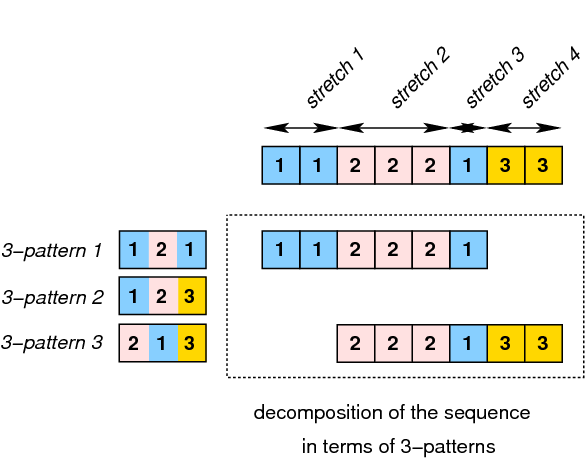 stretch 1 stretch 2 stretch 3 stretch 4
1 1 2 2 2 1 3 3
3−pattern 1 1 2 1 1 1 2 2 2 1
3−pattern 2 1 2 3
3−pattern 3 2 1 3 2 2 2 1 3 3
decomposition of the sequence
in terms of 3−patterns